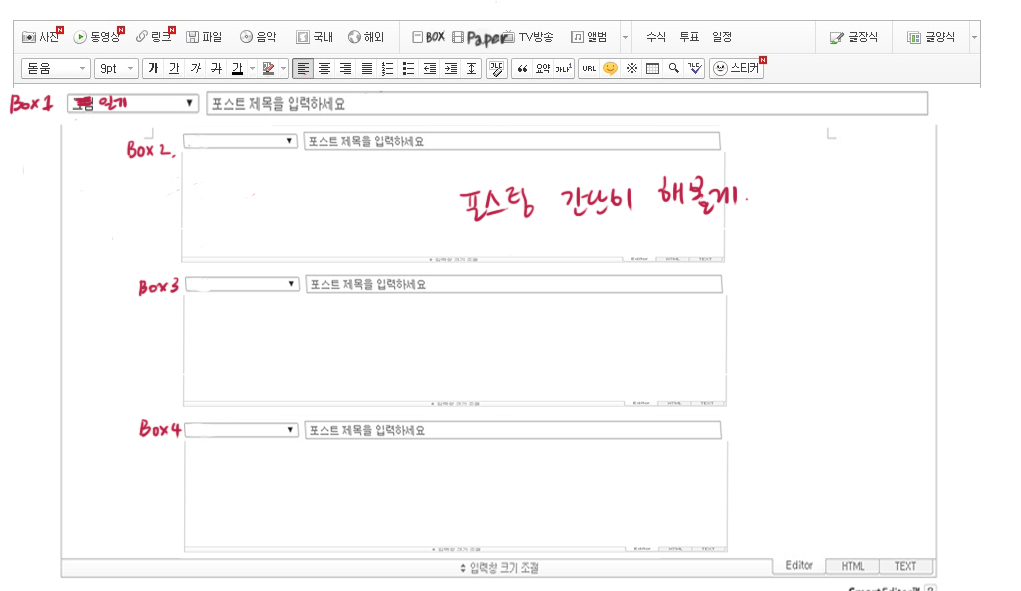 사진 동영상 링크 파일 음악 국내 해외 BOX Paper TV방송 앨범 수식 투표 일정 글장식 글양식
돋움 9pt 가 가 가 가 가 가나다 URL 요약 스티커
Box 1 일기 포스트 제목을 입력하세요
Box 2. 포스트 제목을 입력하세요
포스팅 간단이 해볼게.
입력창 크기 조절 Editor HTML TEXT
Box 3 포스트 제목을 입력하세요
입력창 크기 조절 Editor HTML TEXT
Box 4 포스트 제목을 입력하세요
입력창 크기 조절 Editor HTML TEXT
입력창 크기 조절 Editor HTML TEXT